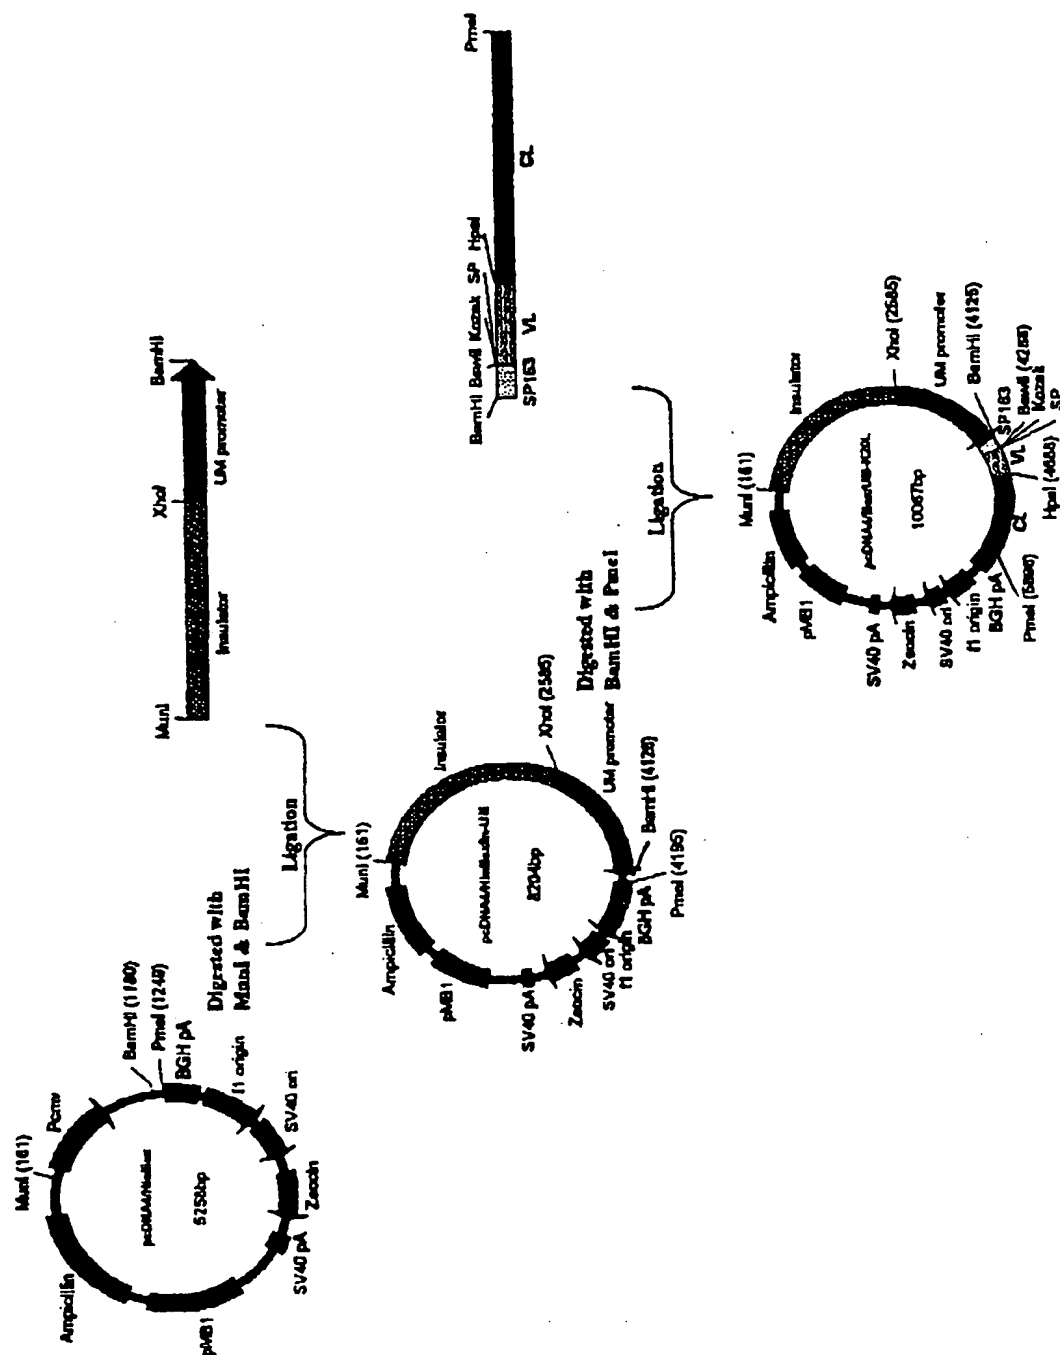 MunI (161)
Pcmv
BamHI (1180)
PmeI (1249)
BGH pA
f1 origin
SV40 ori
Zeocin
SV40 pA
pMB1
Ampicillin
5258bp
Digested with
MunI & BamHI
MunI
Insulator
XhoI
UM promoter
BamHI
Ligation
MunI (161)
Insulator
XhoI (2585)
UM promoter
BamHI (4126)
PmeI (4195)
BGH pA
f1 origin
SV40 ori
Zeocin
SV40 pA
pMB1
Ampicillin
8204bp
Digested with
BamHI & PmeI
BamHI
BswII
Kozak
SP
HpaI
PmeI
SP163
VL
CL
Ligation
MunI (161)
Insulator
XhoI (2585)
UM promoter
BamHI (4125)
SP163
Kozak
SP
VL
CL
PmeI
BGH pA
f1 origin
SV40 ori
Zeocin
SV40 pA
pMB1
Ampicillin
10067bp